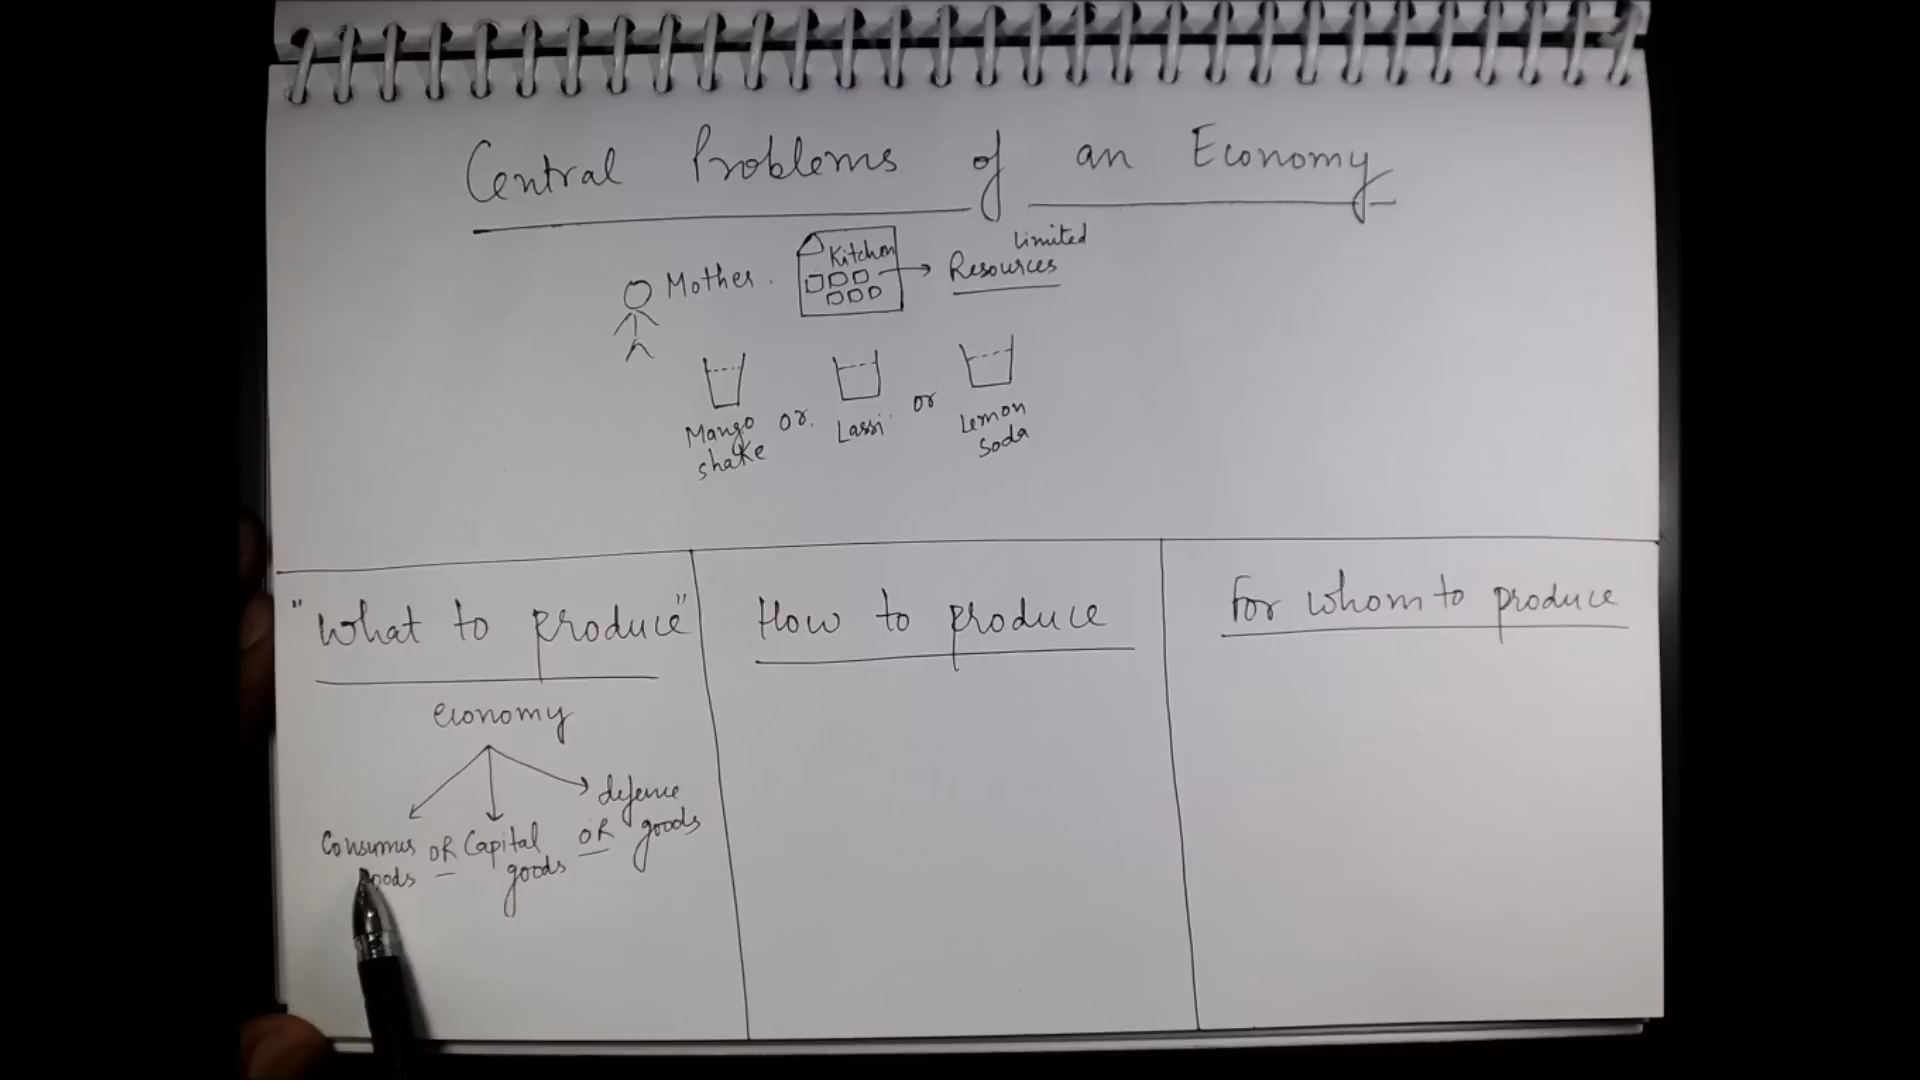 Central Problems of an Economy
Mother.
Kitchen
limited
Resources
Mango shake or. Lassi or Lemon Soda
"What to produce"
economy
Consumer goods OR Capital goods OR defence goods
How to produce
For whom to produce